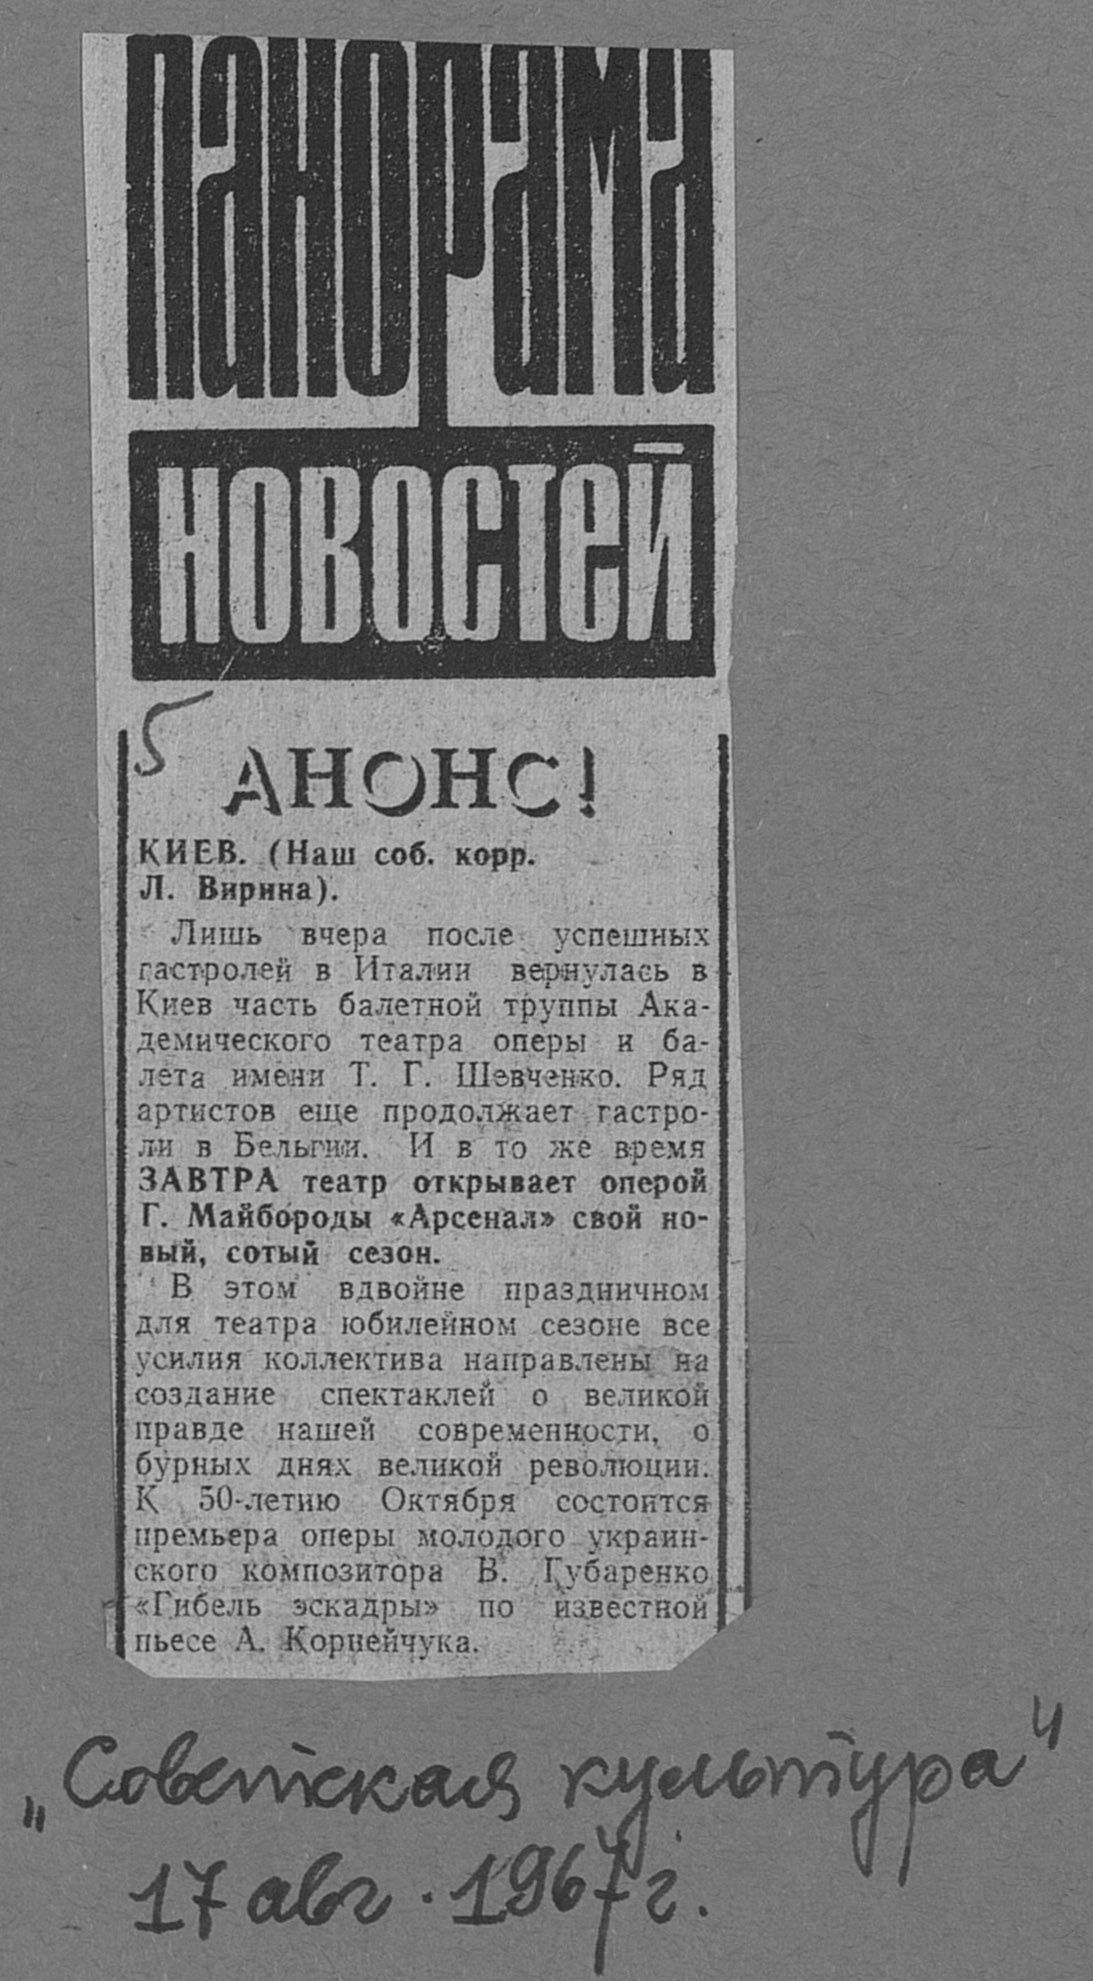 панорама
новостей
5
АНОНС!
КИЕВ. (Наш соб. корр.
Л. Вирина).
Лишь вчера после успешных
гастролей в Италии вернулась в
Киев часть балетной труппы Ака-
демического театра оперы и ба-
лета имени Т. Г. Шевченко. Ряд
артистов еще продолжает гастро-
ли в Бельгии. И в то же время
ЗАВТРА театр открывает оперой
Г. Майбороды «Арсенал» свой но-
вый, сотый сезон.
В этом вдвойне праздничном
для театра юбилейном сезоне все
усилия коллектива направлены на
создание спектаклей о великой
правде нашей современности, о
бурных днях великой революции.
К 50-летию Октября состоится
премьера оперы молодого украин-
ского композитора В. Губаренко
«Гибель эскадры» по известной
пьесе А. Корнейчука.
„Советская культура"
17 авг. 1967 г.